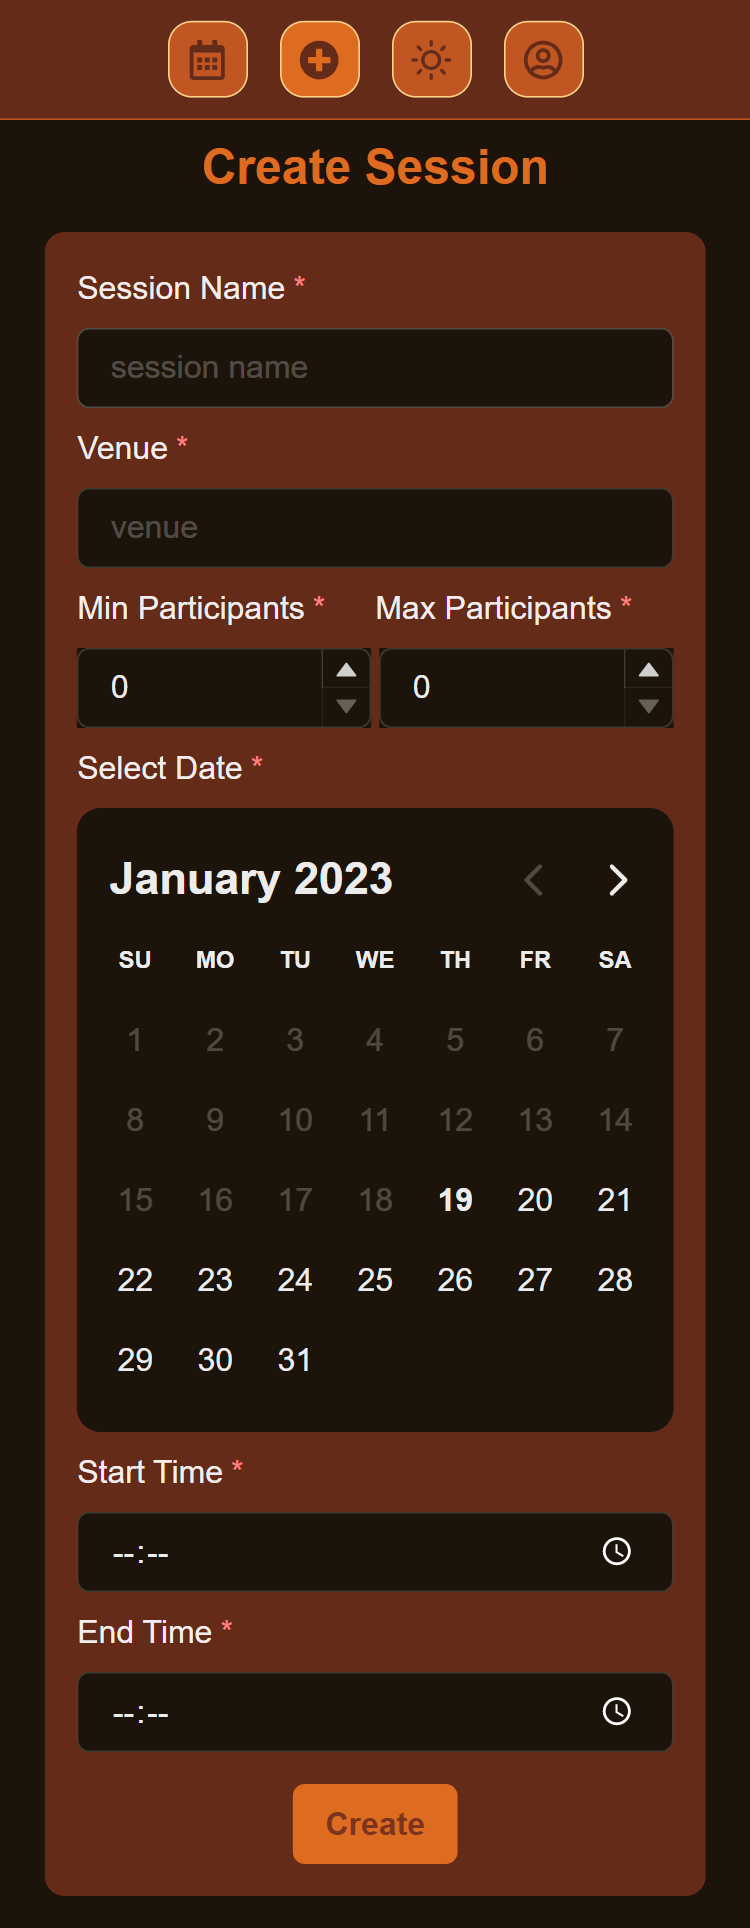 Create Session
Session Name *
session name
Venue *
venue
Min Participants * Max Participants *
0 0
Select Date *
January 2023
SU MO TU WE TH FR SA
1 2 3 4 5 6 7
8 9 10 11 12 13 14
15 16 17 18 19 20 21
22 23 24 25 26 27 28
29 30 31
Start Time *
--:--
End Time *
--:--
Create